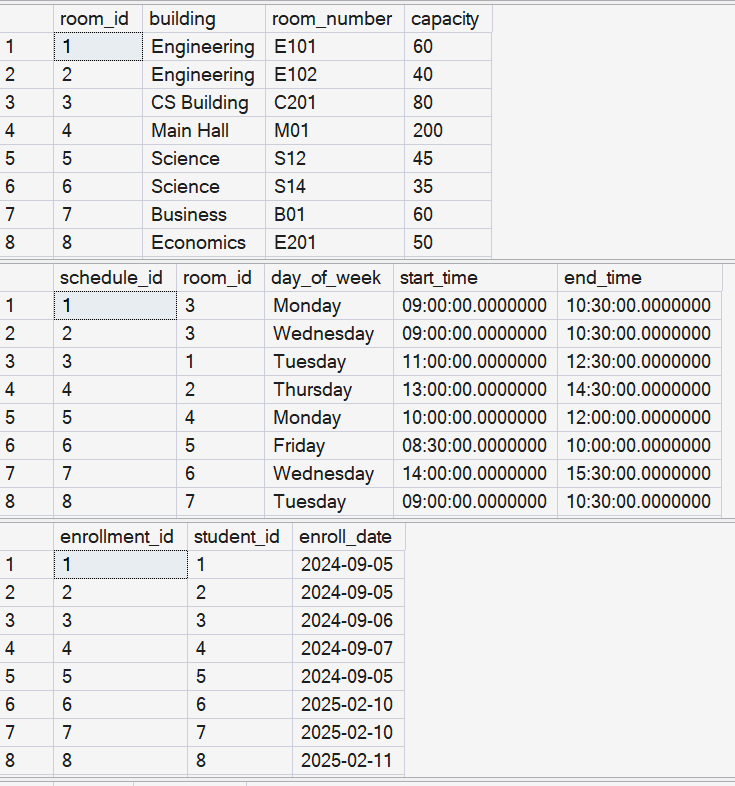 room_id building room_number capacity
1 1 Engineering E101 60
2 2 Engineering E102 40
3 3 CS Building C201 80
4 4 Main Hall M01 200
5 5 Science S12 45
6 6 Science S14 35
7 7 Business B01 60
8 8 Economics E201 50
schedule_id room_id day_of_week start_time end_time
1 1 3 Monday 09:00:00.0000000 10:30:00.0000000
2 2 3 Wednesday 09:00:00.0000000 10:30:00.0000000
3 3 1 Tuesday 11:00:00.0000000 12:30:00.0000000
4 4 2 Thursday 13:00:00.0000000 14:30:00.0000000
5 5 4 Monday 10:00:00.0000000 12:00:00.0000000
6 6 5 Friday 08:30:00.0000000 10:00:00.0000000
7 7 6 Wednesday 14:00:00.0000000 15:30:00.0000000
8 8 7 Tuesday 09:00:00.0000000 10:30:00.0000000
enrollment_id student_id enroll_date
1 1 1 2024-09-05
2 2 2 2024-09-05
3 3 3 2024-09-06
4 4 4 2024-09-07
5 5 5 2024-09-05
6 6 6 2025-02-10
7 7 7 2025-02-10
8 8 8 2025-02-11